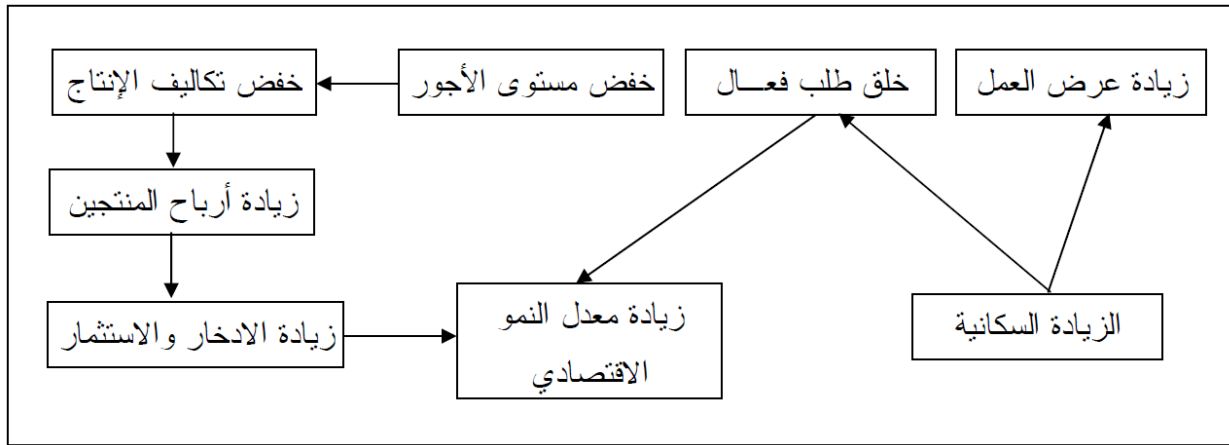 زيادة عرض العمل
خلق طلب فعـــال
خفض مستوى الأجور
خفض تكاليف الإنتاج
زيادة أرباح المنتجين
الزيادة السكانية
زيادة معدل النمو
الاقتصادي
زيادة الادخار والاستثمار